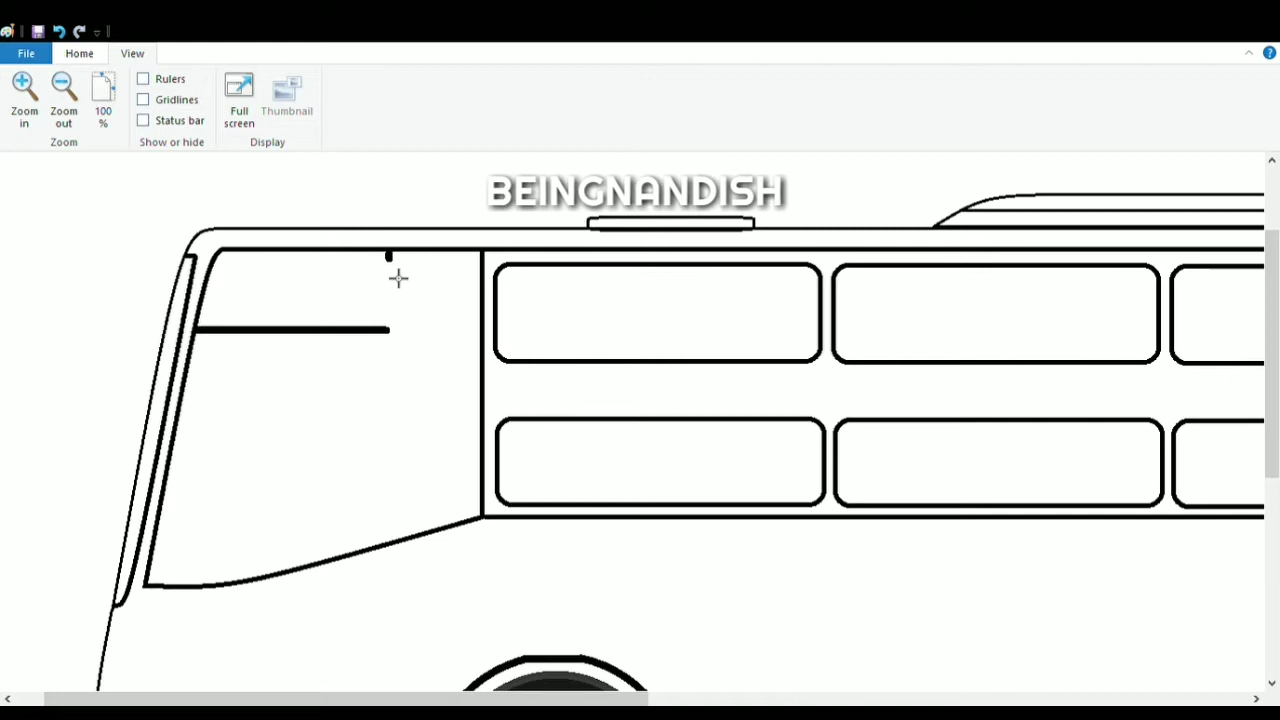 File Home View
Zoom in
Zoom out
100 %
Zoom
Rulers
Gridlines
Status bar
Show or hide
Full screen
Thumbnail
Display
BEINGNANDISH